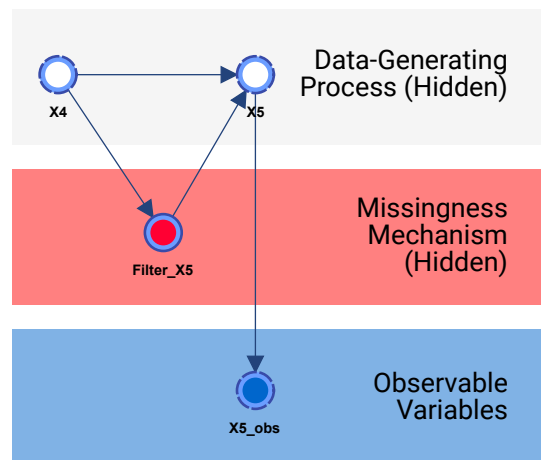 Data-Generating
Process (Hidden)
X4
X5
Missingness
Mechanism
(Hidden)
Filter_X5
Observable
Variables
X5_obs